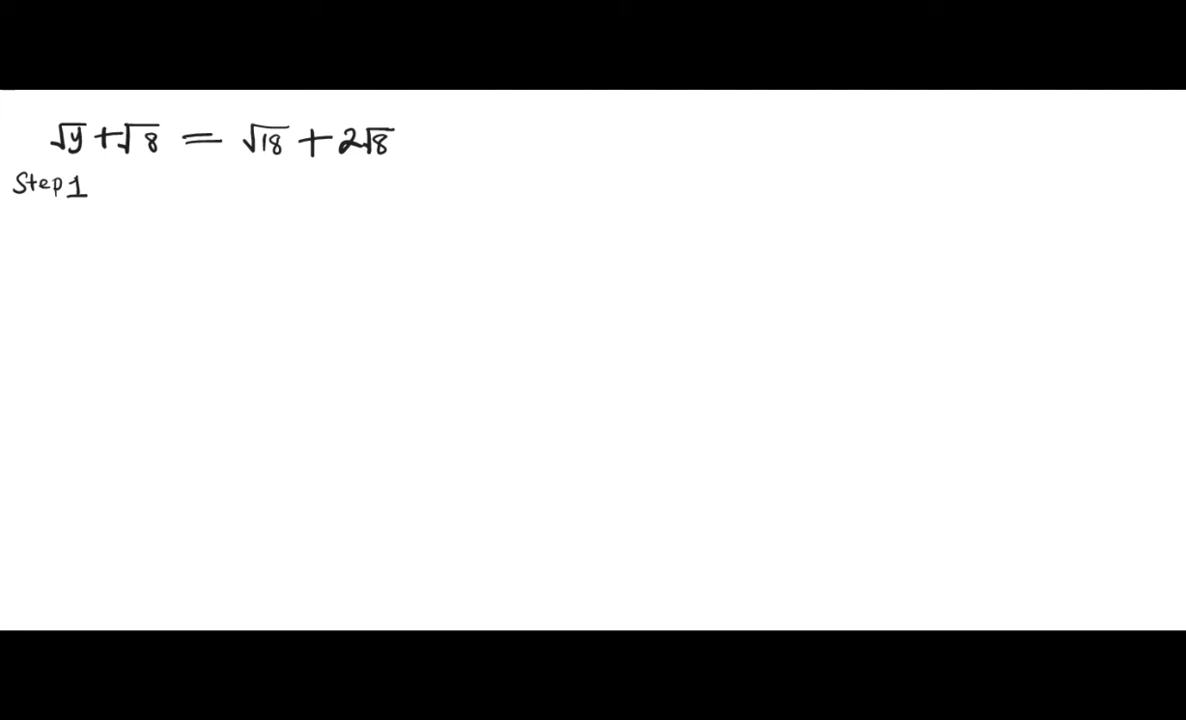 √y + √8 = √18 + 2√8
Step 1